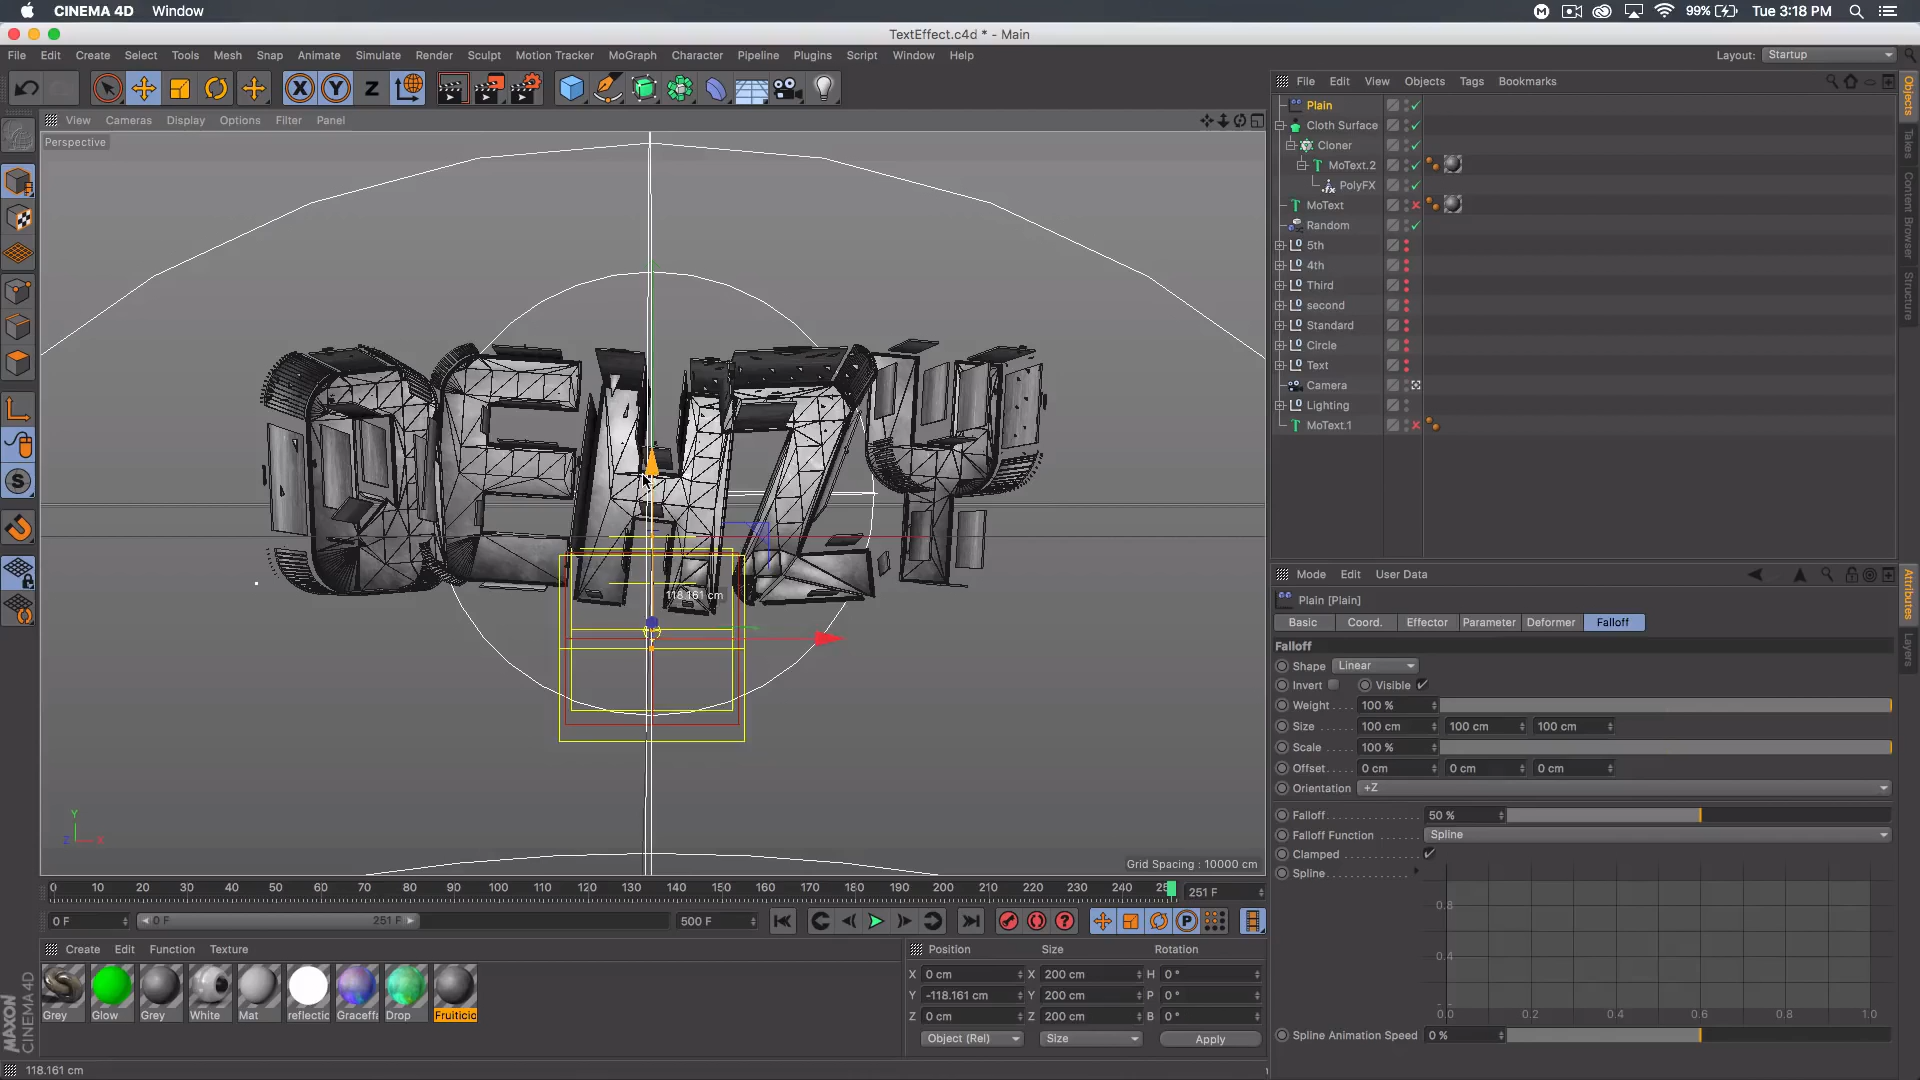 CINEMA 4D Window
99% Tue 3:18 PM
TextEffect.c4d * - Main
File Edit Create Select Tools Mesh Snap Animate Simulate Render Sculpt Motion Tracker MoGraph Character Pipeline Plugins Script Window Help
Layout: Startup
View Cameras Display Options Filter Panel
Perspective
118.161 cm
Grid Spacing : 10000 cm
File Edit View Objects Tags Bookmarks
Plain
Cloth Surface
Cloner
MoText.2
PolyFX
MoText
Random
5th
4th
Third
second
Standard
Circle
Text
Camera
Lighting
MoText.1
Objects
Takes
Content Browser
Structure
Mode Edit User Data
Plain [Plain]
Basic Coord. Effector Parameter Deformer Falloff
Falloff
Shape Linear
Invert Visible
Weight 100 %
Size 100 cm 100 cm 100 cm
Scale 100 %
Offset 0 cm 0 cm 0 cm
Orientation +Z
Falloff 50 %
Falloff Function Spline
Clamped
Spline
0.8
0.4
0.0 0.2 0.4 0.6 0.8 1.0
Spline Animation Speed 0 %
Attributes
Layers
0 10 20 30 40 50 60 70 80 90 100 110 120 130 140 150 160 170 180 190 200 210 220 230 240 251 F
0 F 0 F 251 F 500 F
Create Edit Function Texture
Grey Glow Grey White Mat reflectic Graceffa Drop Fruiticio
Position Size Rotation
X 0 cm X 200 cm H 0 °
Y -118.161 cm Y 200 cm P 0 °
Z 0 cm Z 200 cm B 0 °
Object (Rel) Size Apply
MAXON CINEMA 4D
118.161 cm